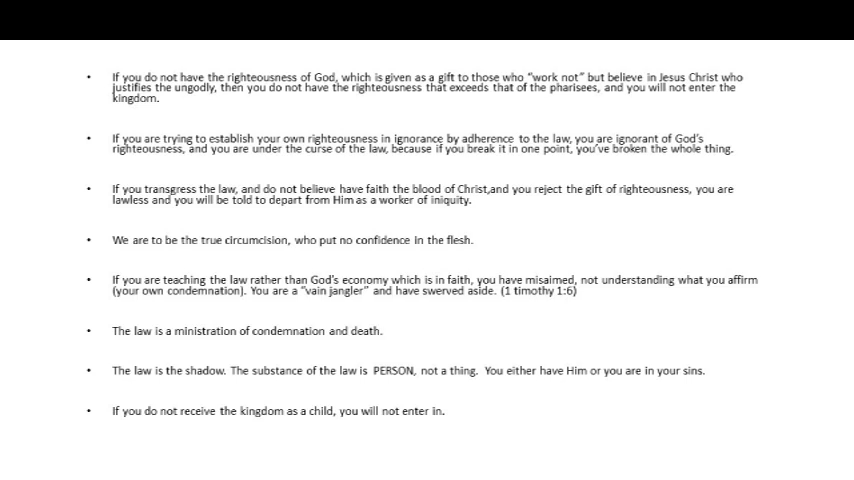 • If you do not have the righteousness of God, which is given as a gift to those who “work not” but believe in Jesus Christ who
justifies the ungodly, then you do not have the righteousness that exceeds that of the pharisees, and you will not enter the
kingdom.
• If you are trying to establish your own righteousness in ignorance by adherence to the law, you are ignorant of God’s
righteousness, and you are under the curse of the law, because if you break it in one point, you’ve broken the whole thing.
• If you transgress the law, and do not believe have faith the blood of Christ,and you reject the gift of righteousness, you are
lawless and you will be told to depart from Him as a worker of iniquity.
• We are to be the true circumcision, who put no confidence in the flesh.
• If you are teaching the law rather than God’s economy which is in faith, you have misaimed, not understanding what you affirm
(your own condemnation). You are a “vain jangler” and have swerved aside. (1 timothy 1:6)
• The law is a ministration of condemnation and death.
• The law is the shadow. The substance of the law is PERSON, not a thing. You either have Him or you are in your sins.
• If you do not receive the kingdom as a child, you will not enter in.